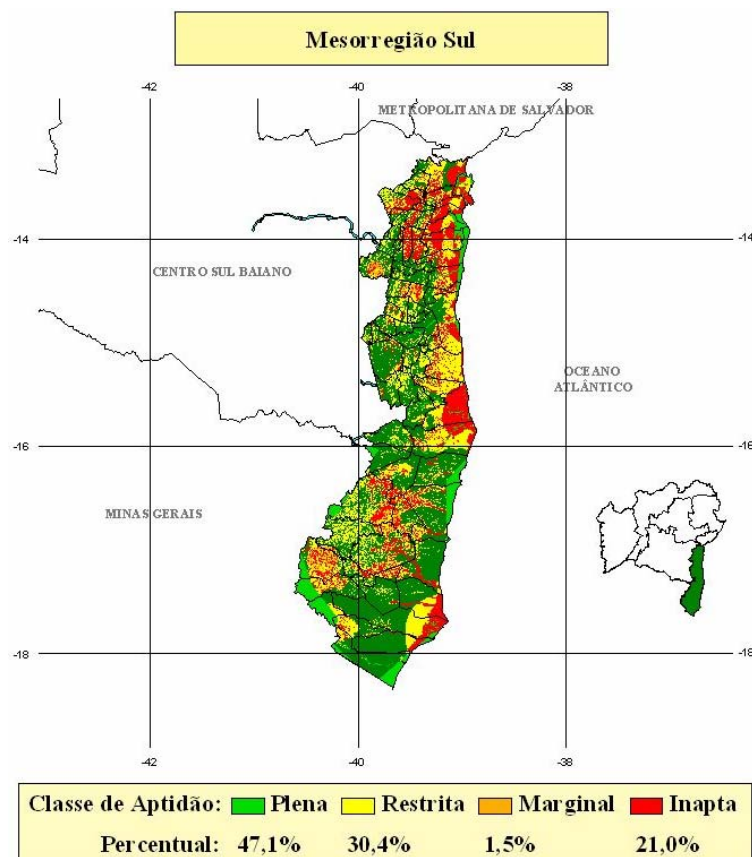 Mesorregião Sul
-42
-40
-38
METROPOLITANA DE SALVADOR
-14
-14
CENTRO SUL BAIANO
OCEANO
ATLÂNTICO
-16
-16
MINAS GERAIS
-18
-18
-42
-40
-38
Classe de Aptidão: Plena Restrita Marginal Inapta
Percentual: 47,1% 30,4% 1,5% 21,0%